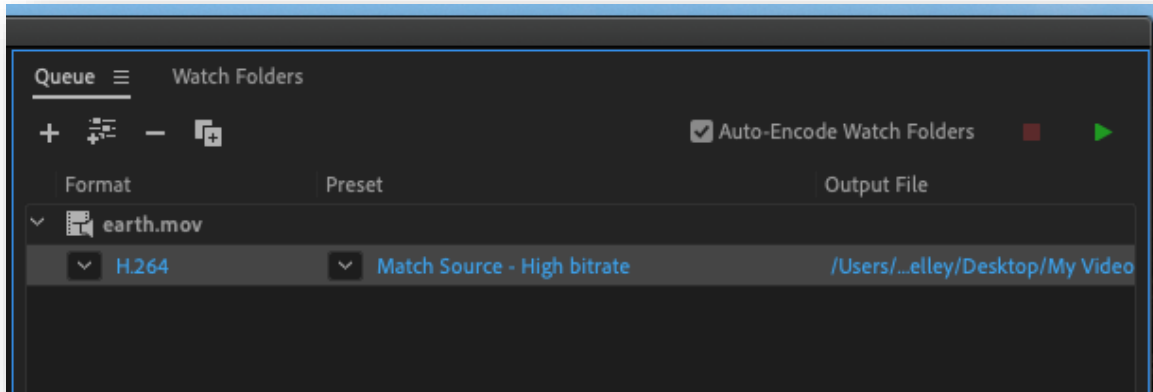 Queue Watch Folders
Auto-Encode Watch Folders
Format Preset Output File
earth.mov
H.264 Match Source - High bitrate /Users/...elley/Desktop/My Video